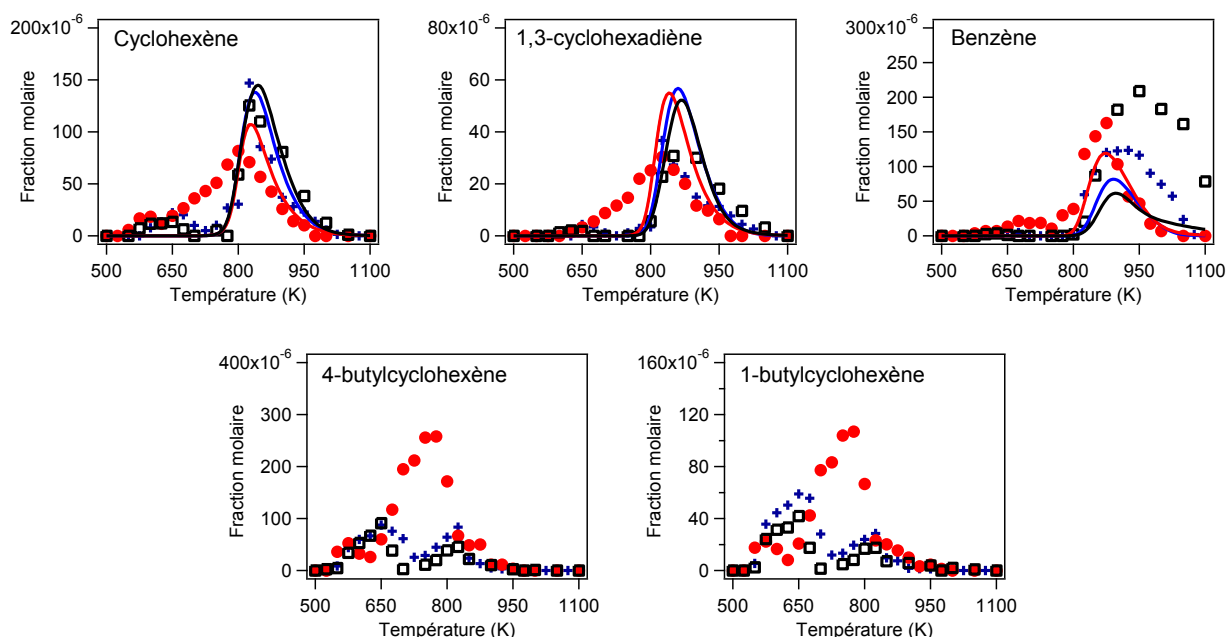 200x10-6
150
100
50
0
Fraction molaire
Cyclohexène
500 650 800 950 1100
Température (K)
80x10-6
60
40
20
0
Fraction molaire
1,3-cyclohexadiène
500 650 800 950 1100
Température (K)
300x10-6
250
200
150
100
50
0
Fraction molaire
Benzène
500 650 800 950 1100
Température (K)
400x10-6
300
200
100
0
Fraction molaire
4-butylcyclohexène
500 650 800 950 1100
Température (K)
160x10-6
120
80
40
0
Fraction molaire
1-butylcyclohexène
500 650 800 950 1100
Température (K)